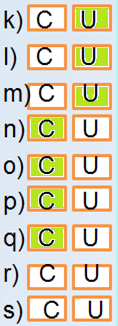 k) C U
l) C U
m) C U
n) C U
o) C U
p) C U
q) C U
r) C U
s) C U